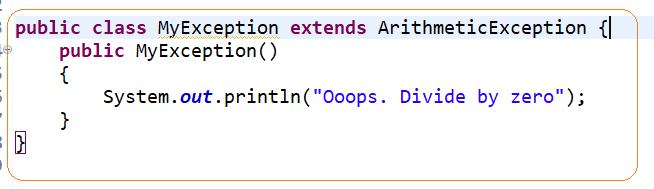 public class MyException extends ArithmeticException {
    public MyException()
    {
        System.out.println("Ooops. Divide by zero");
    }
}